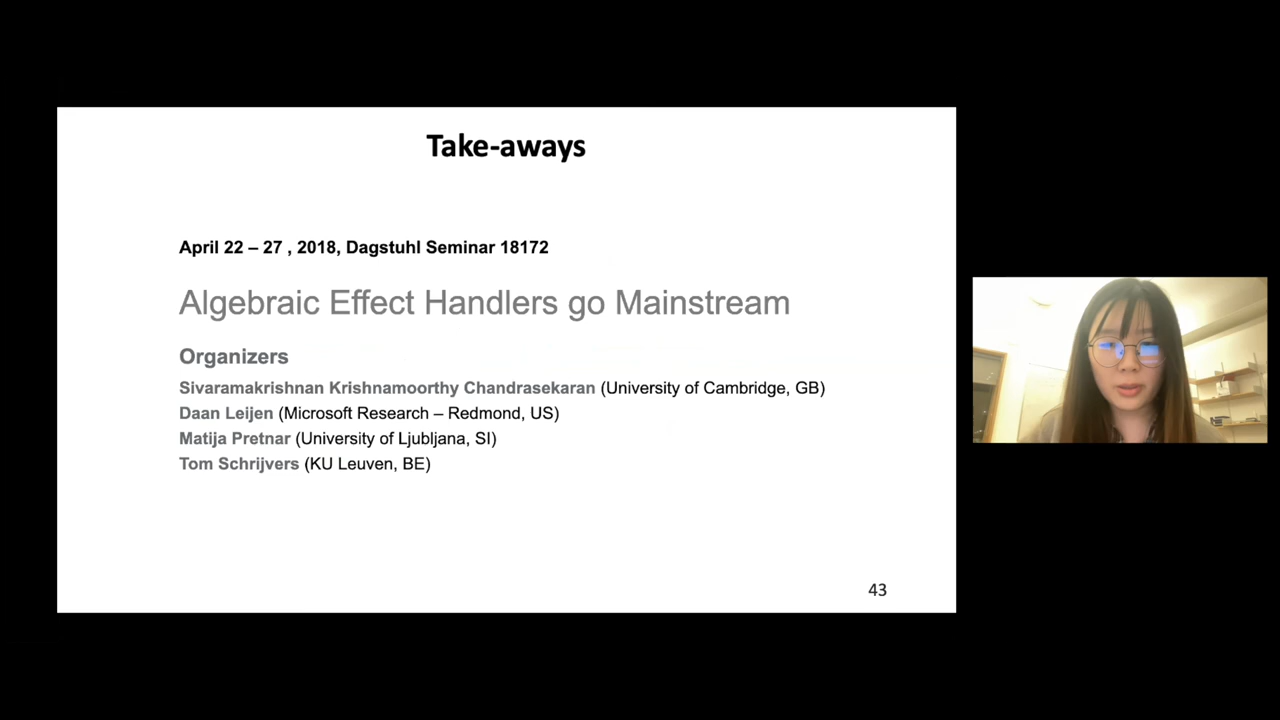 Take-aways
April 22 – 27 , 2018, Dagstuhl Seminar 18172
Algebraic Effect Handlers go Mainstream
Organizers
Sivaramakrishnan Krishnamoorthy Chandrasekaran (University of Cambridge, GB)
Daan Leijen (Microsoft Research – Redmond, US)
Matija Pretnar (University of Ljubljana, SI)
Tom Schrijvers (KU Leuven, BE)
43